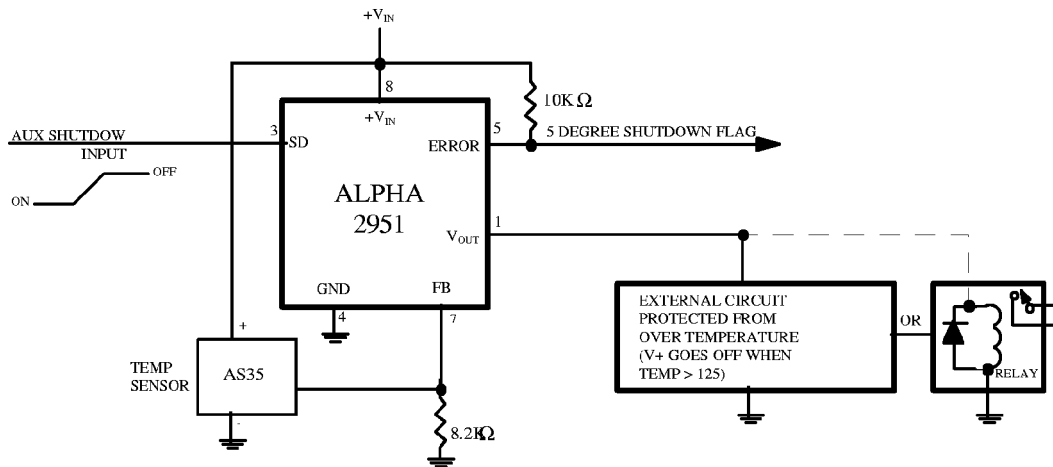 +VIN
8
10KΩ
+VIN
AUX SHUTDOW
INPUT
3
SD
5
ERROR
5 DEGREE SHUTDOWN FLAG
ON
OFF
ALPHA
2951
1
VOUT
GND
FB
4
7
EXTERNAL CIRCUIT
PROTECTED FROM
OVER TEMPERATURE
(V+ GOES OFF WHEN
TEMP > 125)
OR
RELAY
+
TEMP
SENSOR
AS35
-
8.2KΩ